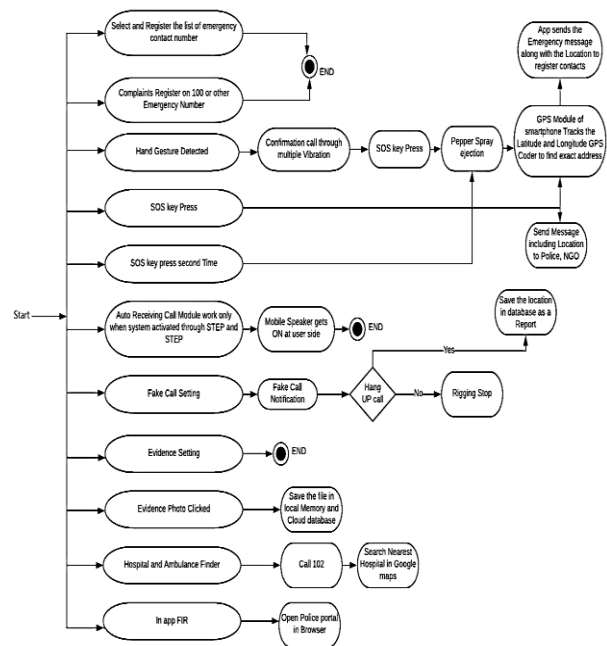 Select and Register the list of emergency
contact number
END
Complaints Register on 100 or other
Emergency Number
App sends the
Emergency message
along with the Location to
register contacts
Hand Gesture Detected
Confirmation call through
multiple Vibration
SOS key Press
Pepper Spray
ejection
GPS Module of
smartphone Tracks the
Latitude and Longitude GPS
Coder to find exact address
SOS key Press
Send Message
including Location
to Police, NGO
SOS key press second Time
Start
Auto Receiving Call Module work only
when system activated through STEP and
STEP
Mobile Speaker gets
ON at user side
END
Save the location
in database as a
Report
Yes
Fake Call Setting
Fake Call
Notification
Hang
UP call
No
Rigging Stop
Evidence Setting
END
Evidence Photo Clicked
Save the file in
local Memory and
Cloud database
Hospital and Ambulance Finder
Call 102
Search Nearest
Hospital in Google
maps
In app FIR
Open Police portal
in Browser